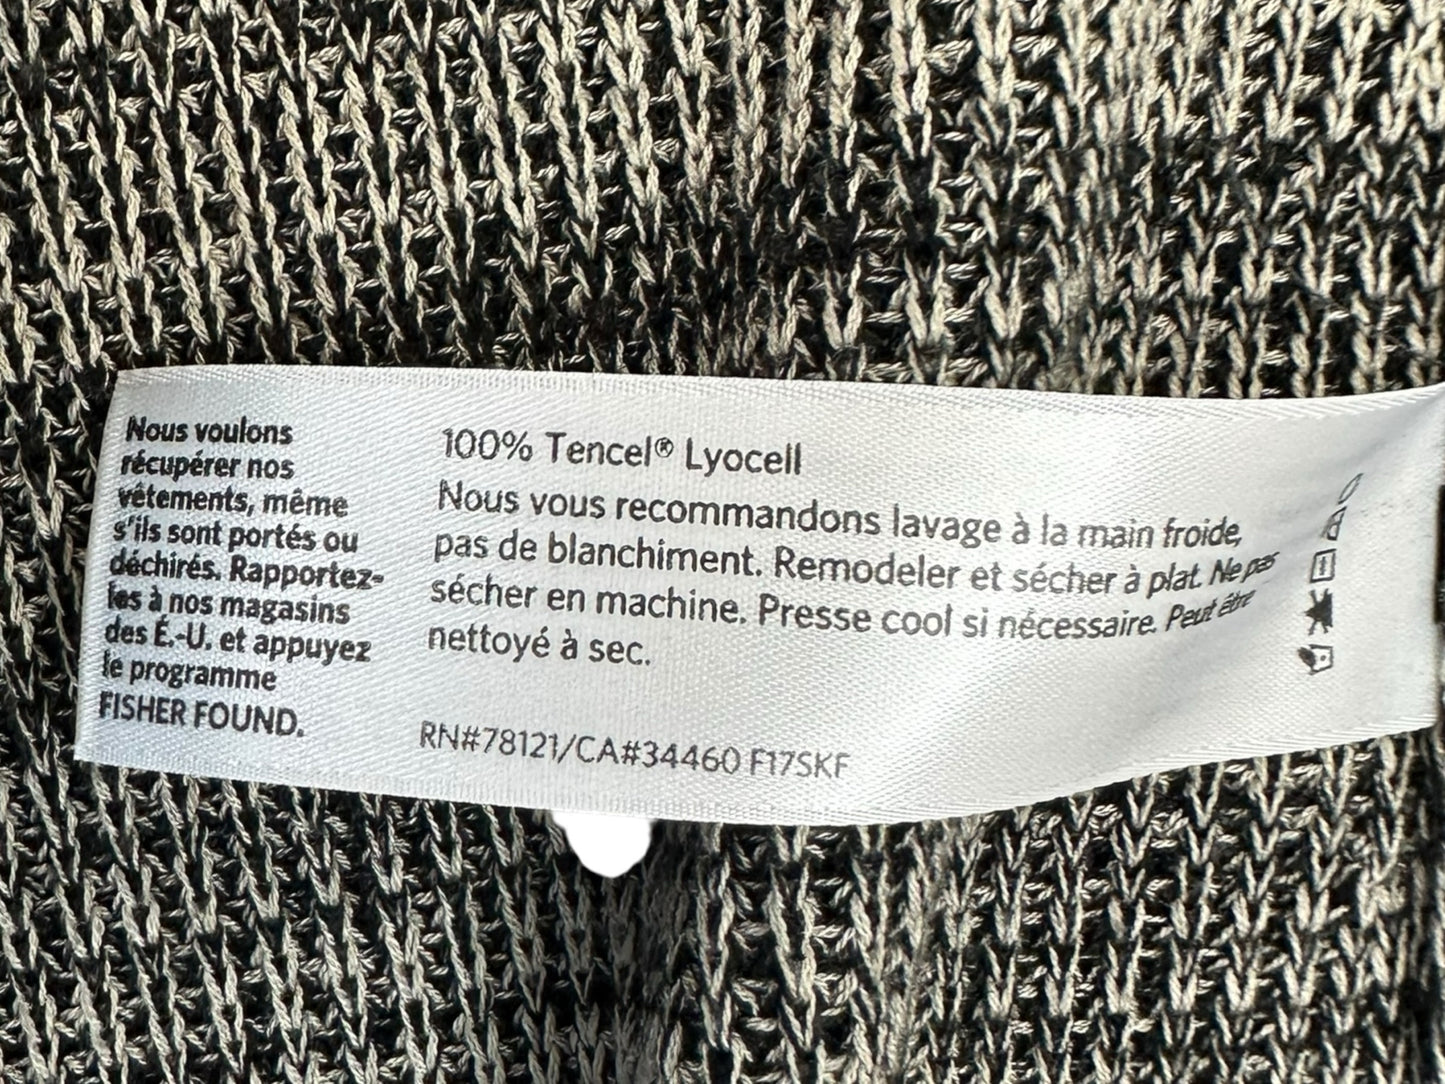 Nous voulons
récupérer nos
vêtements, même
s'ils sont portés ou
déchirés. Rapportez-
les à nos magasins
des É.-U. et appuyez
le programme
FISHER FOUND.
100% Tencel® Lyocell
Nous vous recommandons lavage à la main froide,
pas de blanchiment. Remodeler et sécher à plat. Ne pas
sécher en machine. Presse cool si nécessaire. Peut être
nettoyé à sec.
RN#78121/CA#34460 F17SKF